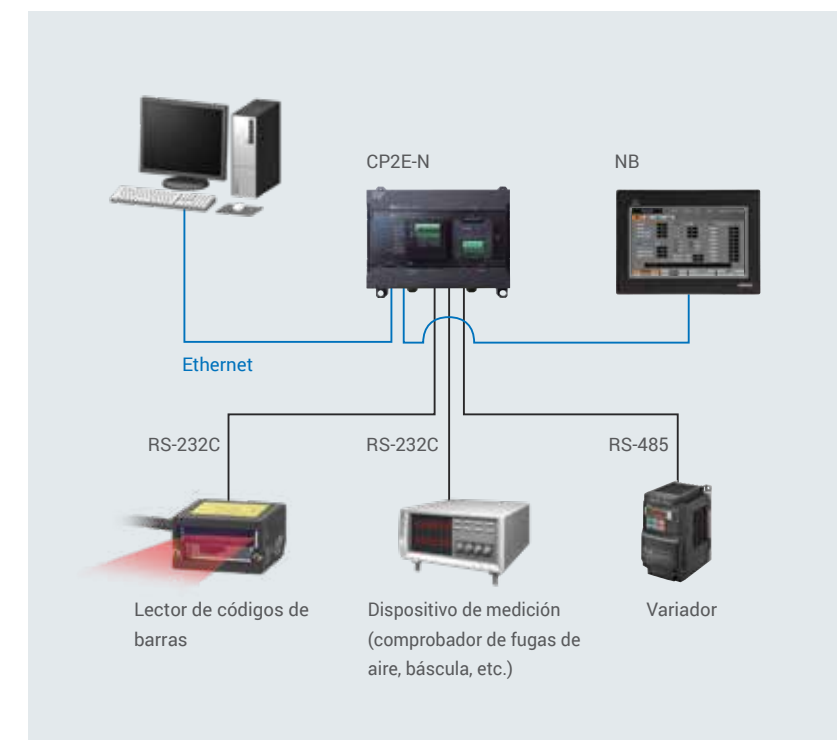 CP2E-N
NB
Ethernet
RS-232C
RS-232C
RS-485
Lector de códigos de
barras
Dispositivo de medición
(comprobador de fugas de
aire, báscula, etc.)
Variador